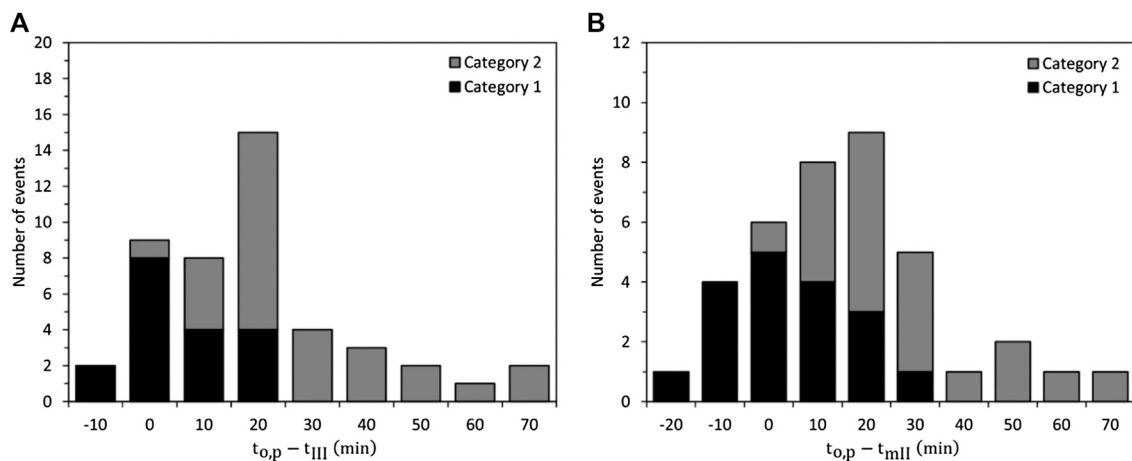 A
20
18
16
14
12
10
8
6
4
2
0
Number of events
Category 2
Category 1
-10 0 10 20 30 40 50 60 70
t_o,p − t_III (min)
B
12
10
8
6
4
2
0
Number of events
Category 2
Category 1
-20 -10 0 10 20 30 40 50 60 70
t_o,p − t_mII (min)